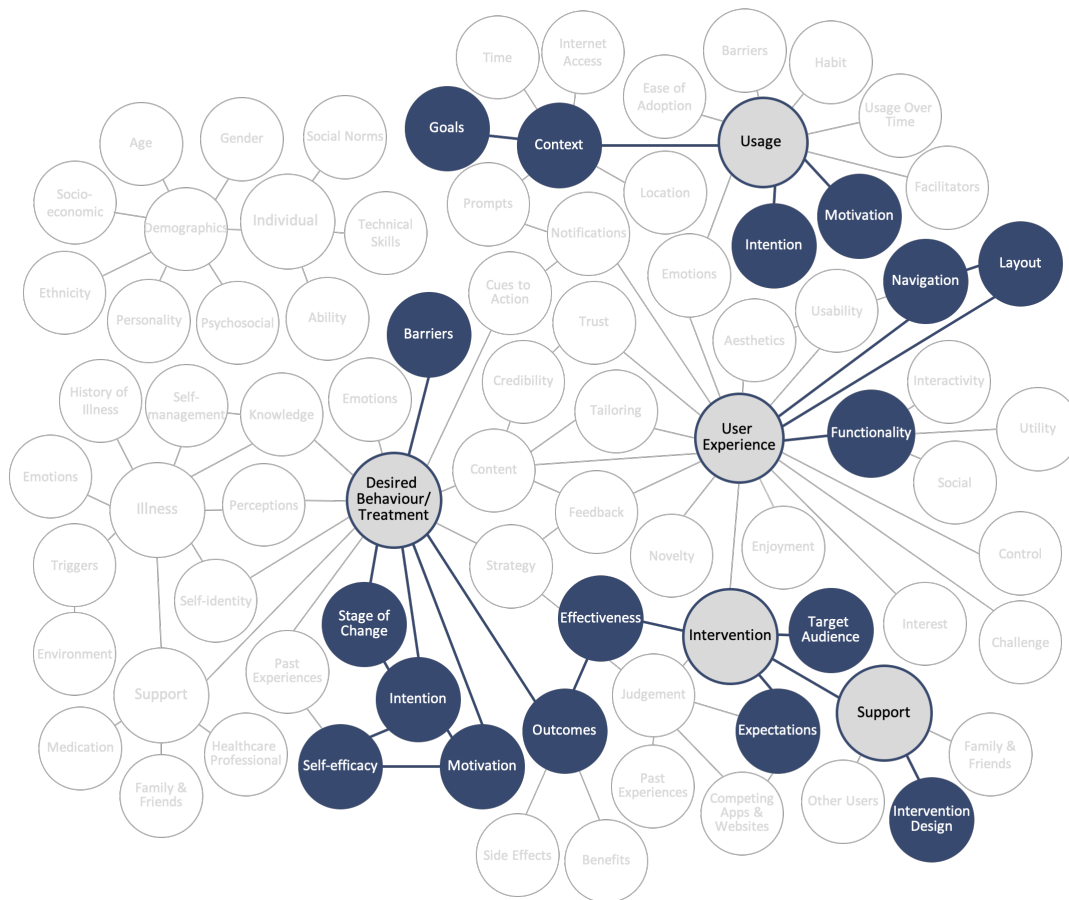 Time
Internet
Access
Barriers
Habit
Ease of
Adoption
Usage Over
Time
Goals
Context
Usage
Age
Gender
Social Norms
Socio-
economic
Demographics
Individual
Technical
Skills
Prompts
Location
Notifications
Intention
Motivation
Facilitators
Layout
Navigation
Ethnicity
Personality
Psychosocial
Ability
Cues to
Action
Emotions
Usability
Aesthetics
Trust
Barriers
History of
Illness
Self-
management
Knowledge
Emotions
Credibility
Tailoring
User
Experience
Functionality
Interactivity
Utility
Social
Emotions
Illness
Perceptions
Desired
Behaviour/
Treatment
Content
Feedback
Novelty
Enjoyment
Control
Triggers
Self-identity
Strategy
Environment
Stage of
Change
Effectiveness
Intervention
Target
Audience
Interest
Challenge
Past
Experiences
Support
Intention
Judgement
Support
Outcomes
Expectations
Medication
Healthcare
Professional
Family &
Friends
Self-efficacy
Motivation
Past
Experiences
Competing
Apps &
Websites
Other Users
Family &
Friends
Intervention
Design
Side Effects
Benefits